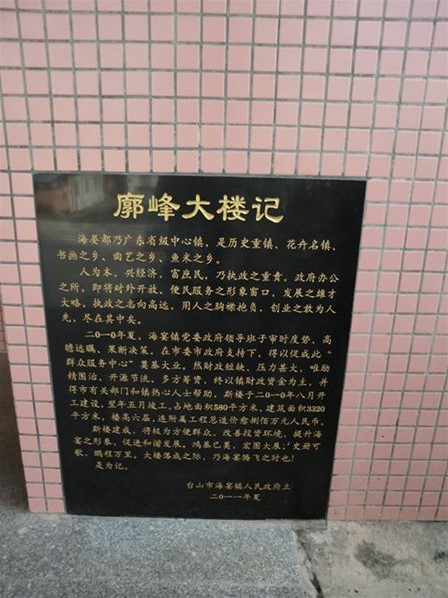 廓峰大楼记
海晏都乃广东省级中心镇，是历史重镇、花卉名镇、
书画之乡、曲艺之乡、鱼米之乡。
人为本，兴经济，富庶民，乃执政之重责。政府办公
之所，即将对外开放、便民服务之形象窗口，发展之雄才
大略，执政之志向高远，用人之胸襟抱负，创业之敢为人
先，尽在其中矣。
二〇一〇年夏，海宴镇党委政府领导班子审时度势、高
瞻远瞩、果断决策，在市委市政府支持下，得以促成此“
群众服务中心”奠基大业，然财政短缺、压力甚大，唯励
精图治、开源节流、多方筹资，终以镇财政资金为主，并
得市有关部门和镇热心人士帮助，斯楼于二〇一〇年八月开
工建设，翌年五月竣工，占地面积580平方米，建筑面积3320
平方米，楼高六层，连附属工程总造价愈捌佰万元人民币。
斯楼建成，将极为方便群众，改善投资环境，提升海
宴之形象，促进和谐发展，鸿基已奠，宏图大展；史册可
歌，鹏程万里。大楼落成之际，乃海宴腾飞之时也！
是为记。
台山市海宴镇人民政府立
二〇一一年夏